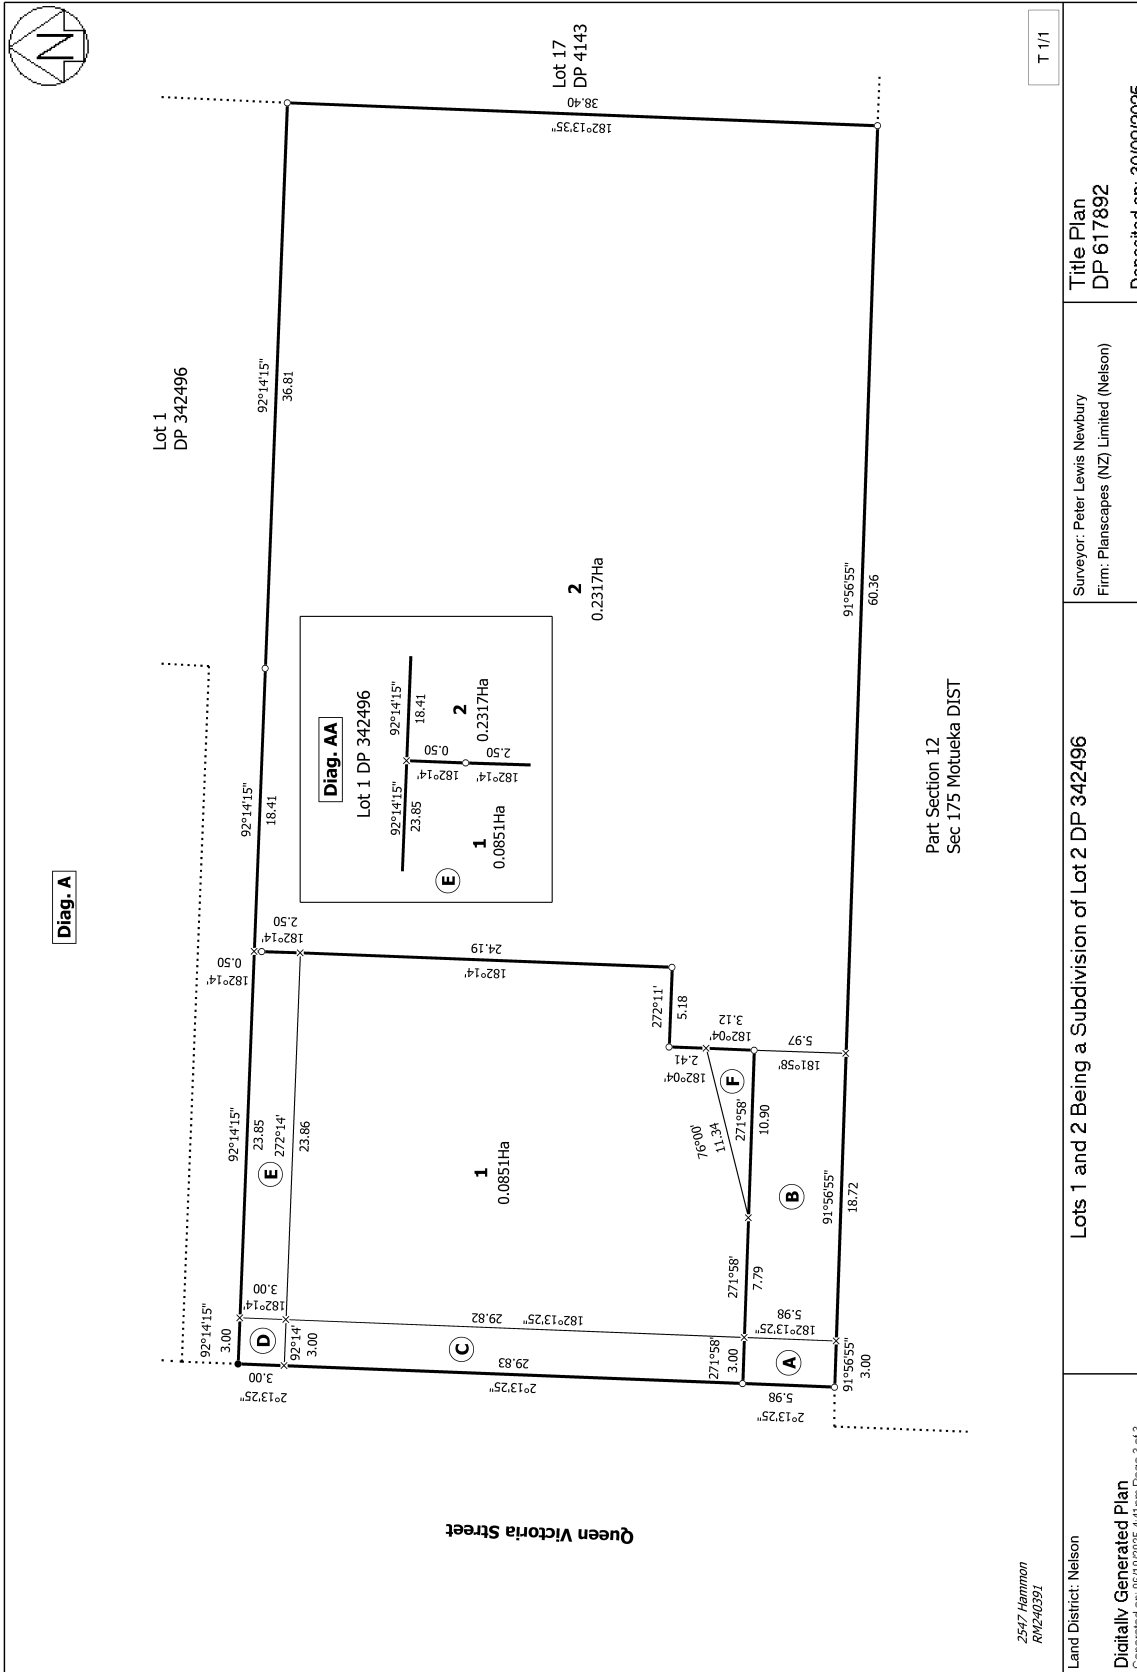 N
T 1/1
Diag. A
Lot 1
DP 342496
Lot 17
DP 4143
92°14'15"
3.00
92°14'15"
23.85
92°14'15"
18.41
92°14'15"
36.81
182°13'35"
38.40
182°14'
0.50
182°14'
2.50
182°14'
24.19
272°11'
5.18
182°04'
2.41
182°04'
3.12
181°58'
5.97
D
182°14'
3.00
E
272°14'
23.86
92°14'
3.00
2°13'25"
3.00
C
182°13'25"
29.82
2°13'25"
29.83
1
0.0851Ha
76°00'
11.34
F
271°58'
10.90
271°58'
7.79
271°58'
3.00
B
A
182°13'25"
5.98
2°13'25"
5.98
91°56'55"
3.00
91°56'55"
18.72
91°56'55"
60.36
2
0.2317Ha
Diag. AA
Lot 1 DP 342496
92°14'15"
23.85
92°14'15"
18.41
182°14'
0.50
182°14'
2.50
E
1
0.0851Ha
2
0.2317Ha
Part Section 12
Sec 175 Motueka DIST
Queen Victoria Street
2547 Hammon
RM240391
Land District: Nelson
Digitally Generated Plan
Lots 1 and 2 Being a Subdivision of Lot 2 DP 342496
Surveyor: Peter Lewis Newbury
Firm: Planscapes (NZ) Limited (Nelson)
Title Plan
DP 617892